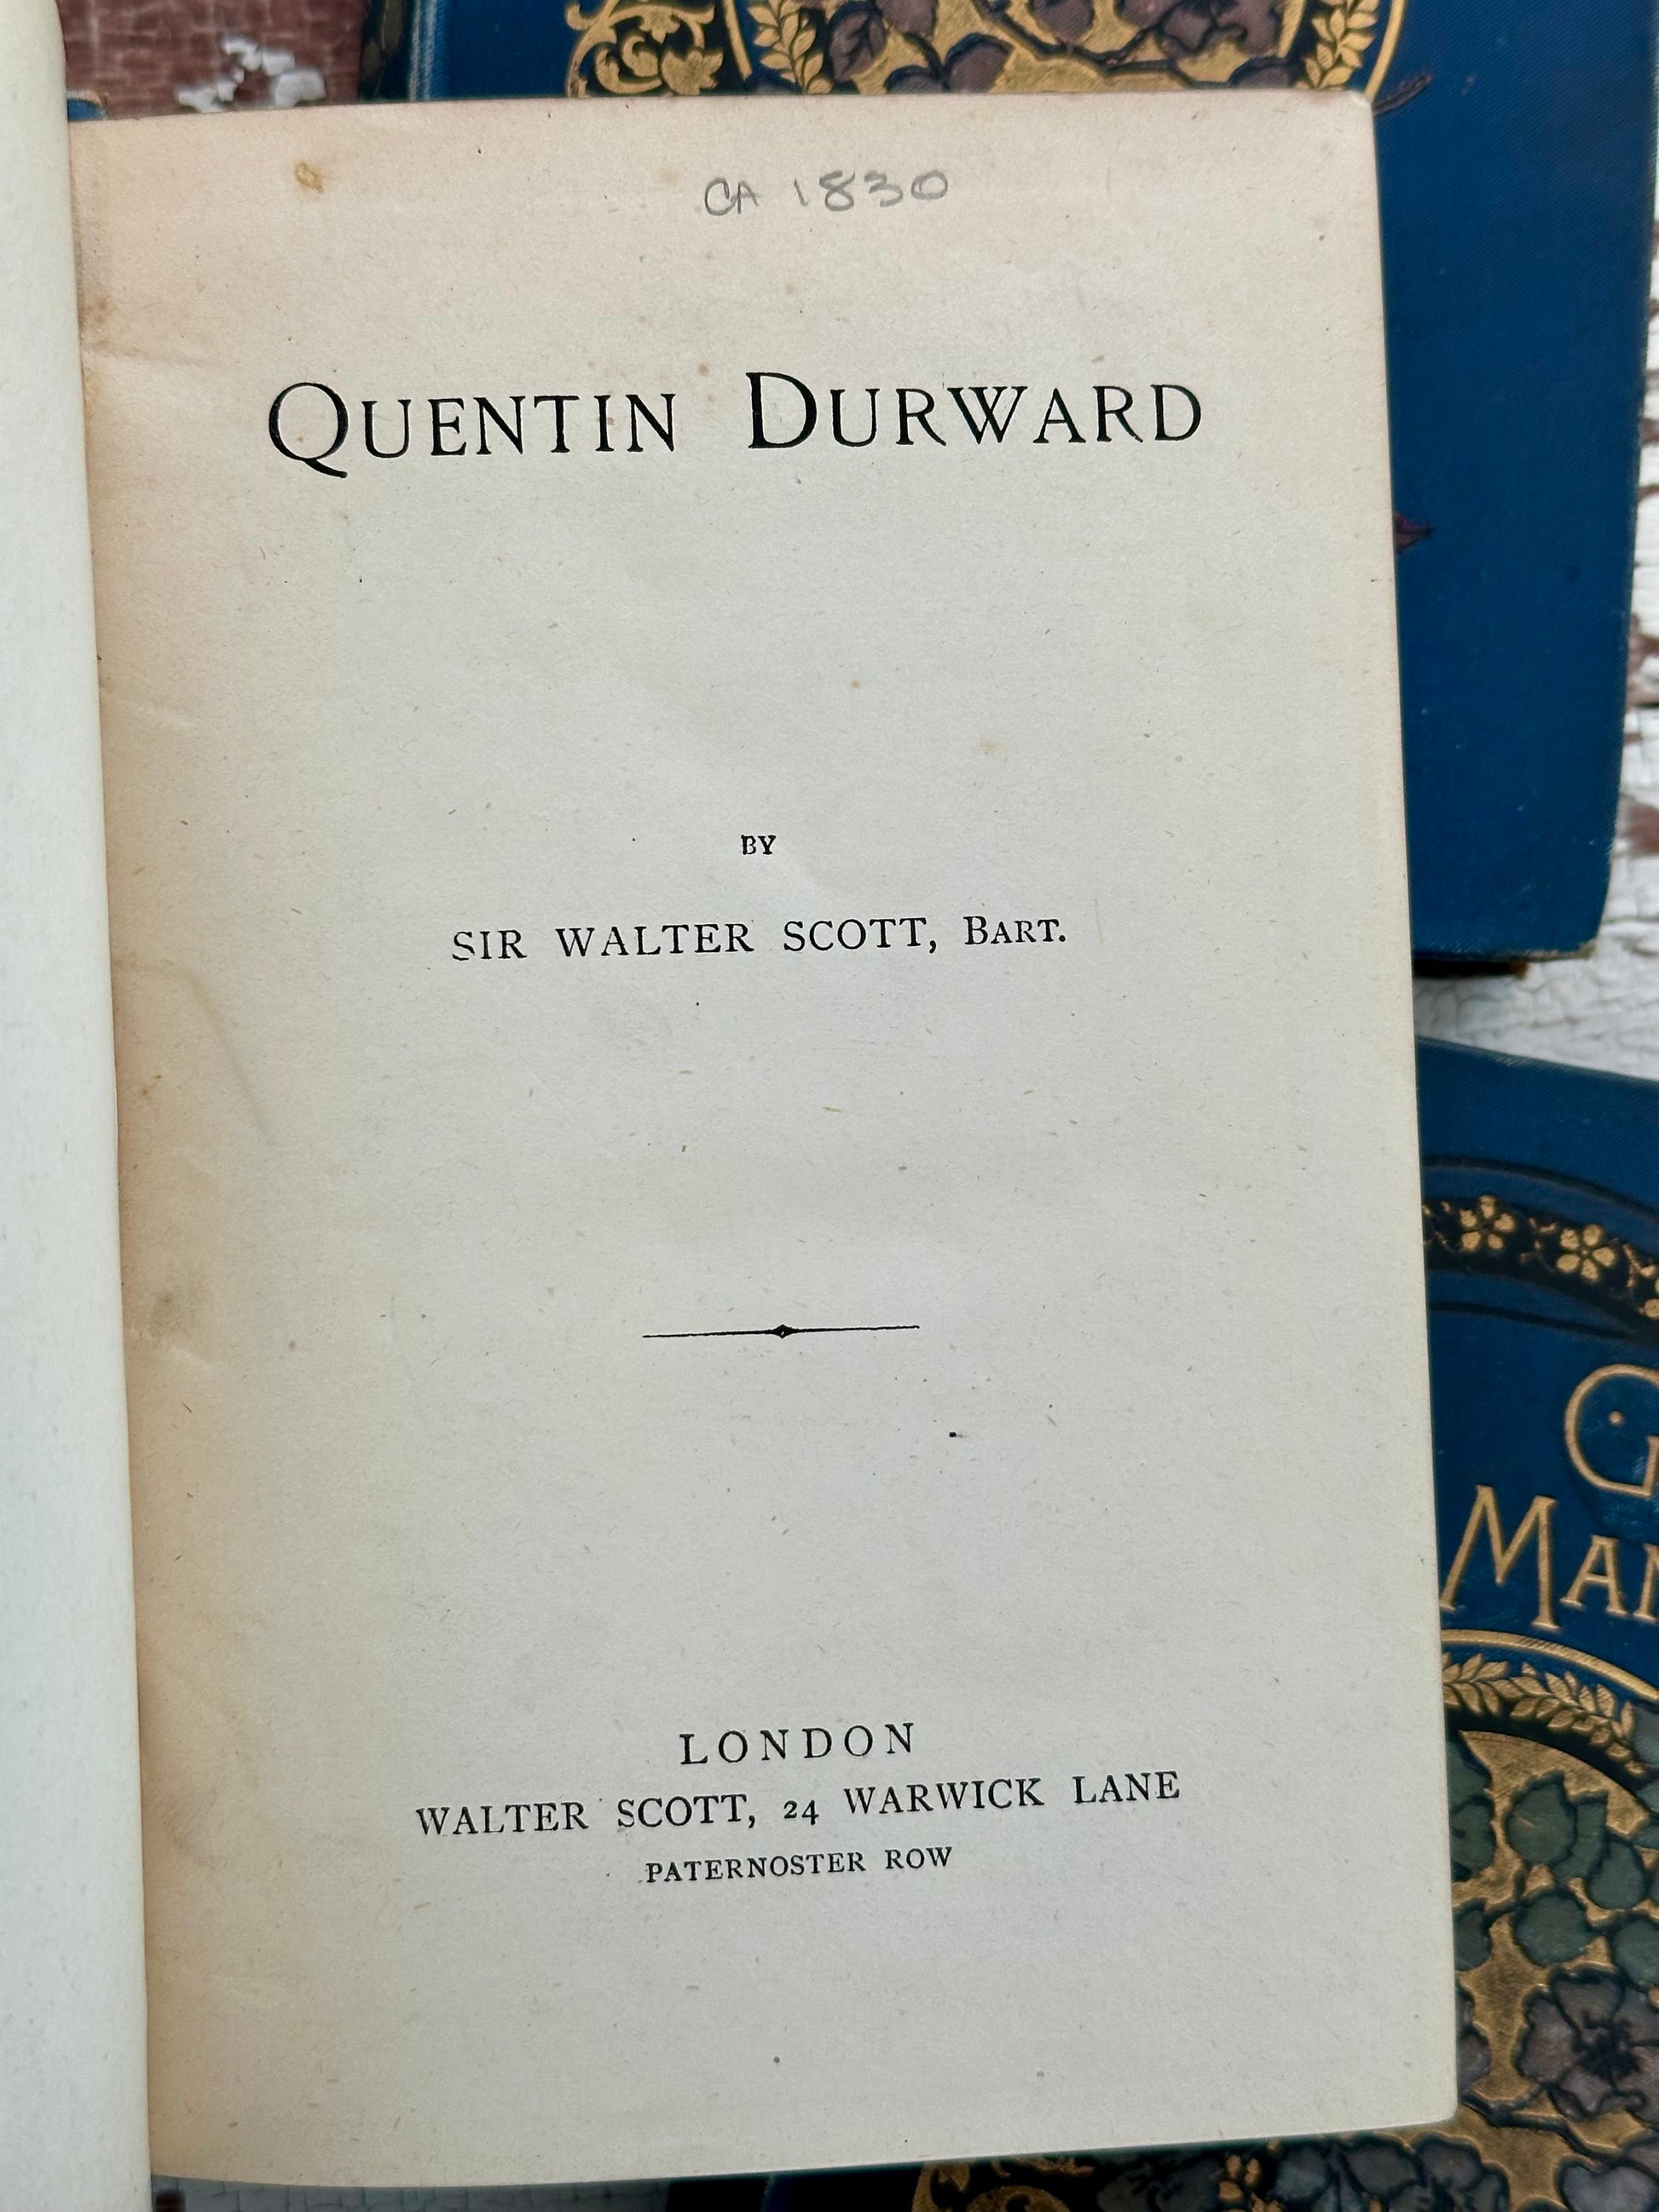 CA 1830
QUENTIN DURWARD
BY
SIR WALTER SCOTT, BART.
LONDON
WALTER SCOTT, 24 WARWICK LANE
PATERNOSTER ROW